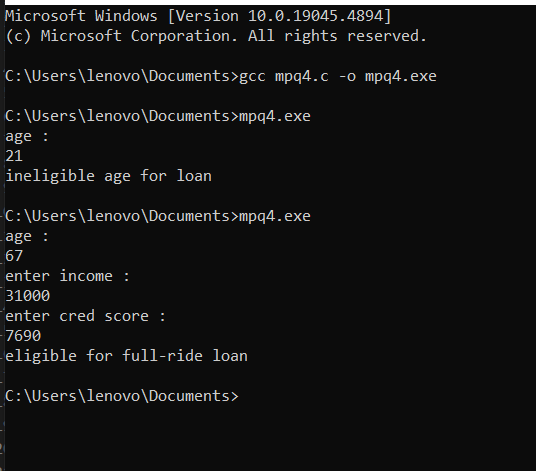 Microsoft Windows [Version 10.0.19045.4894]
(c) Microsoft Corporation. All rights reserved.
C:\Users\lenovo\Documents>gcc mpq4.c -o mpq4.exe
C:\Users\lenovo\Documents>mpq4.exe
age :
21
ineligible age for loan
C:\Users\lenovo\Documents>mpq4.exe
age :
67
enter income :
31000
enter cred score :
7690
eligible for full-ride loan
C:\Users\lenovo\Documents>